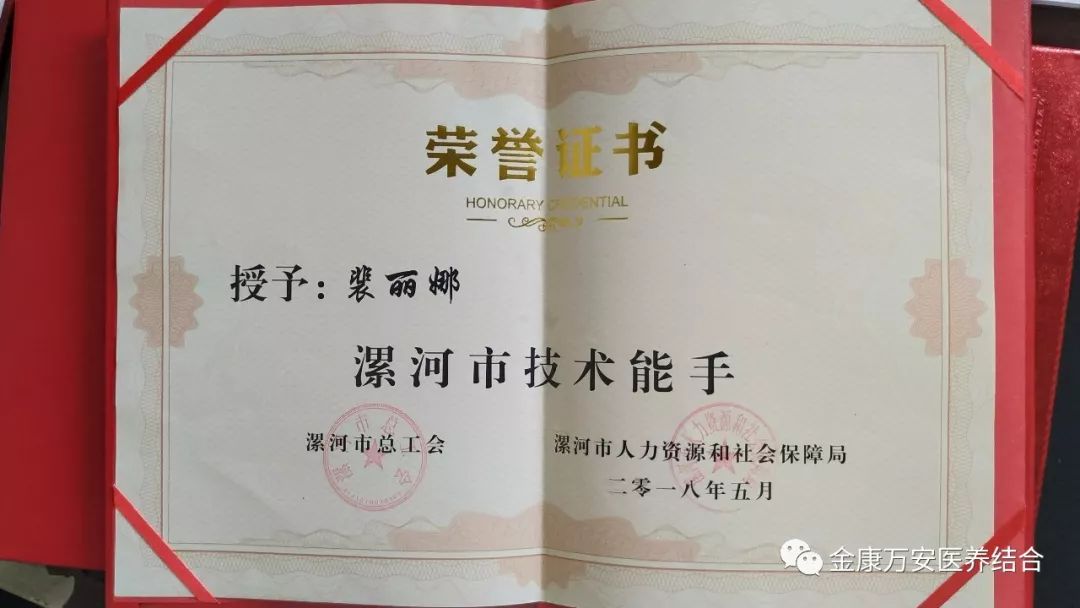 荣誉证书
HONORARY CREDENTIAL
授予：裴丽娜
漯河市技术能手
漯河市总工会
漯河市人力资源和社会保障局
二零一八年五月
金康万安医养结合